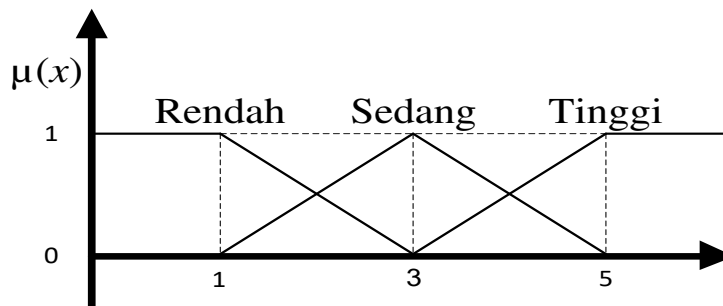 μ(x)
Rendah Sedang Tinggi
1
0
1 3 5